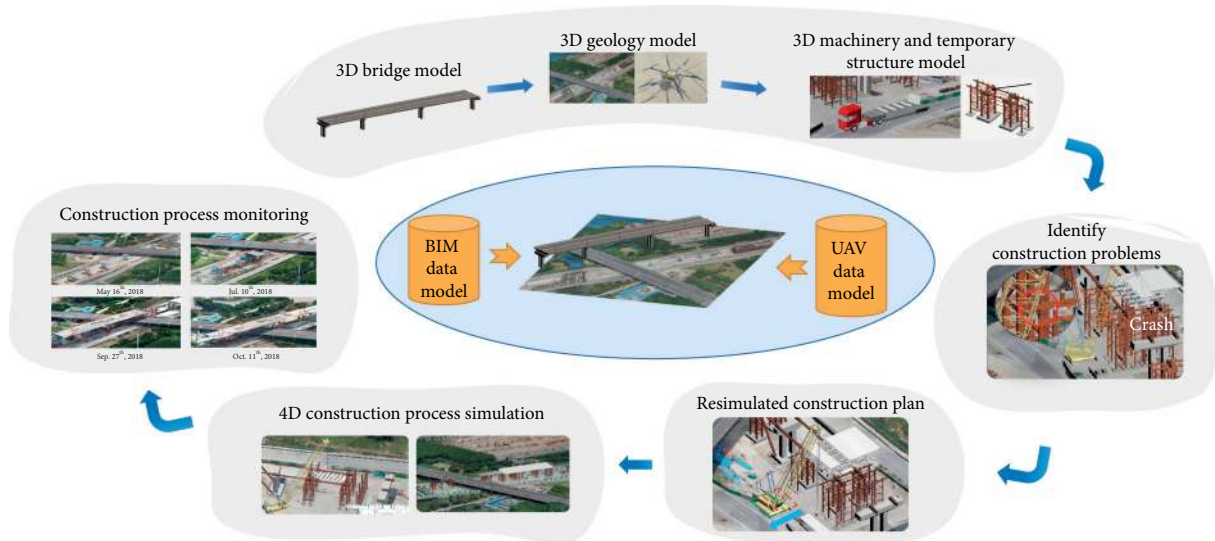 3D bridge model
3D geology model
3D machinery and temporary
structure model
Identify
construction problems
Crash
Resimulated construction plan
4D construction process simulation
Construction process monitoring
May 16th, 2018
Jul. 10th, 2018
Sep. 27th, 2018
Oct. 11th, 2018
BIM
data
model
UAV
data
model